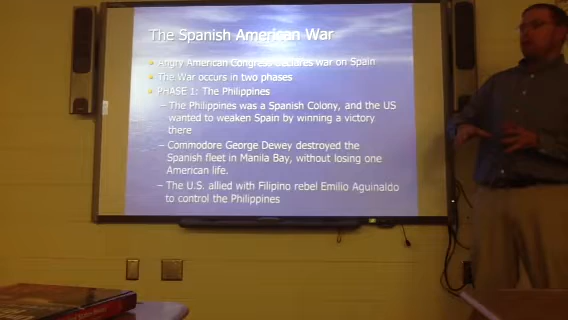 The Spanish American War
Angry American Congress declares war on Spain
The War occurs in two phases
PHASE 1: The Philippines
– The Philippines was a Spanish Colony, and the US
wanted to weaken Spain by winning a victory
there
– Commodore George Dewey destroyed the
Spanish fleet in Manila Bay, without losing one
American life.
– The U.S. allied with Filipino rebel Emilio Aguinaldo
to control the Philippines